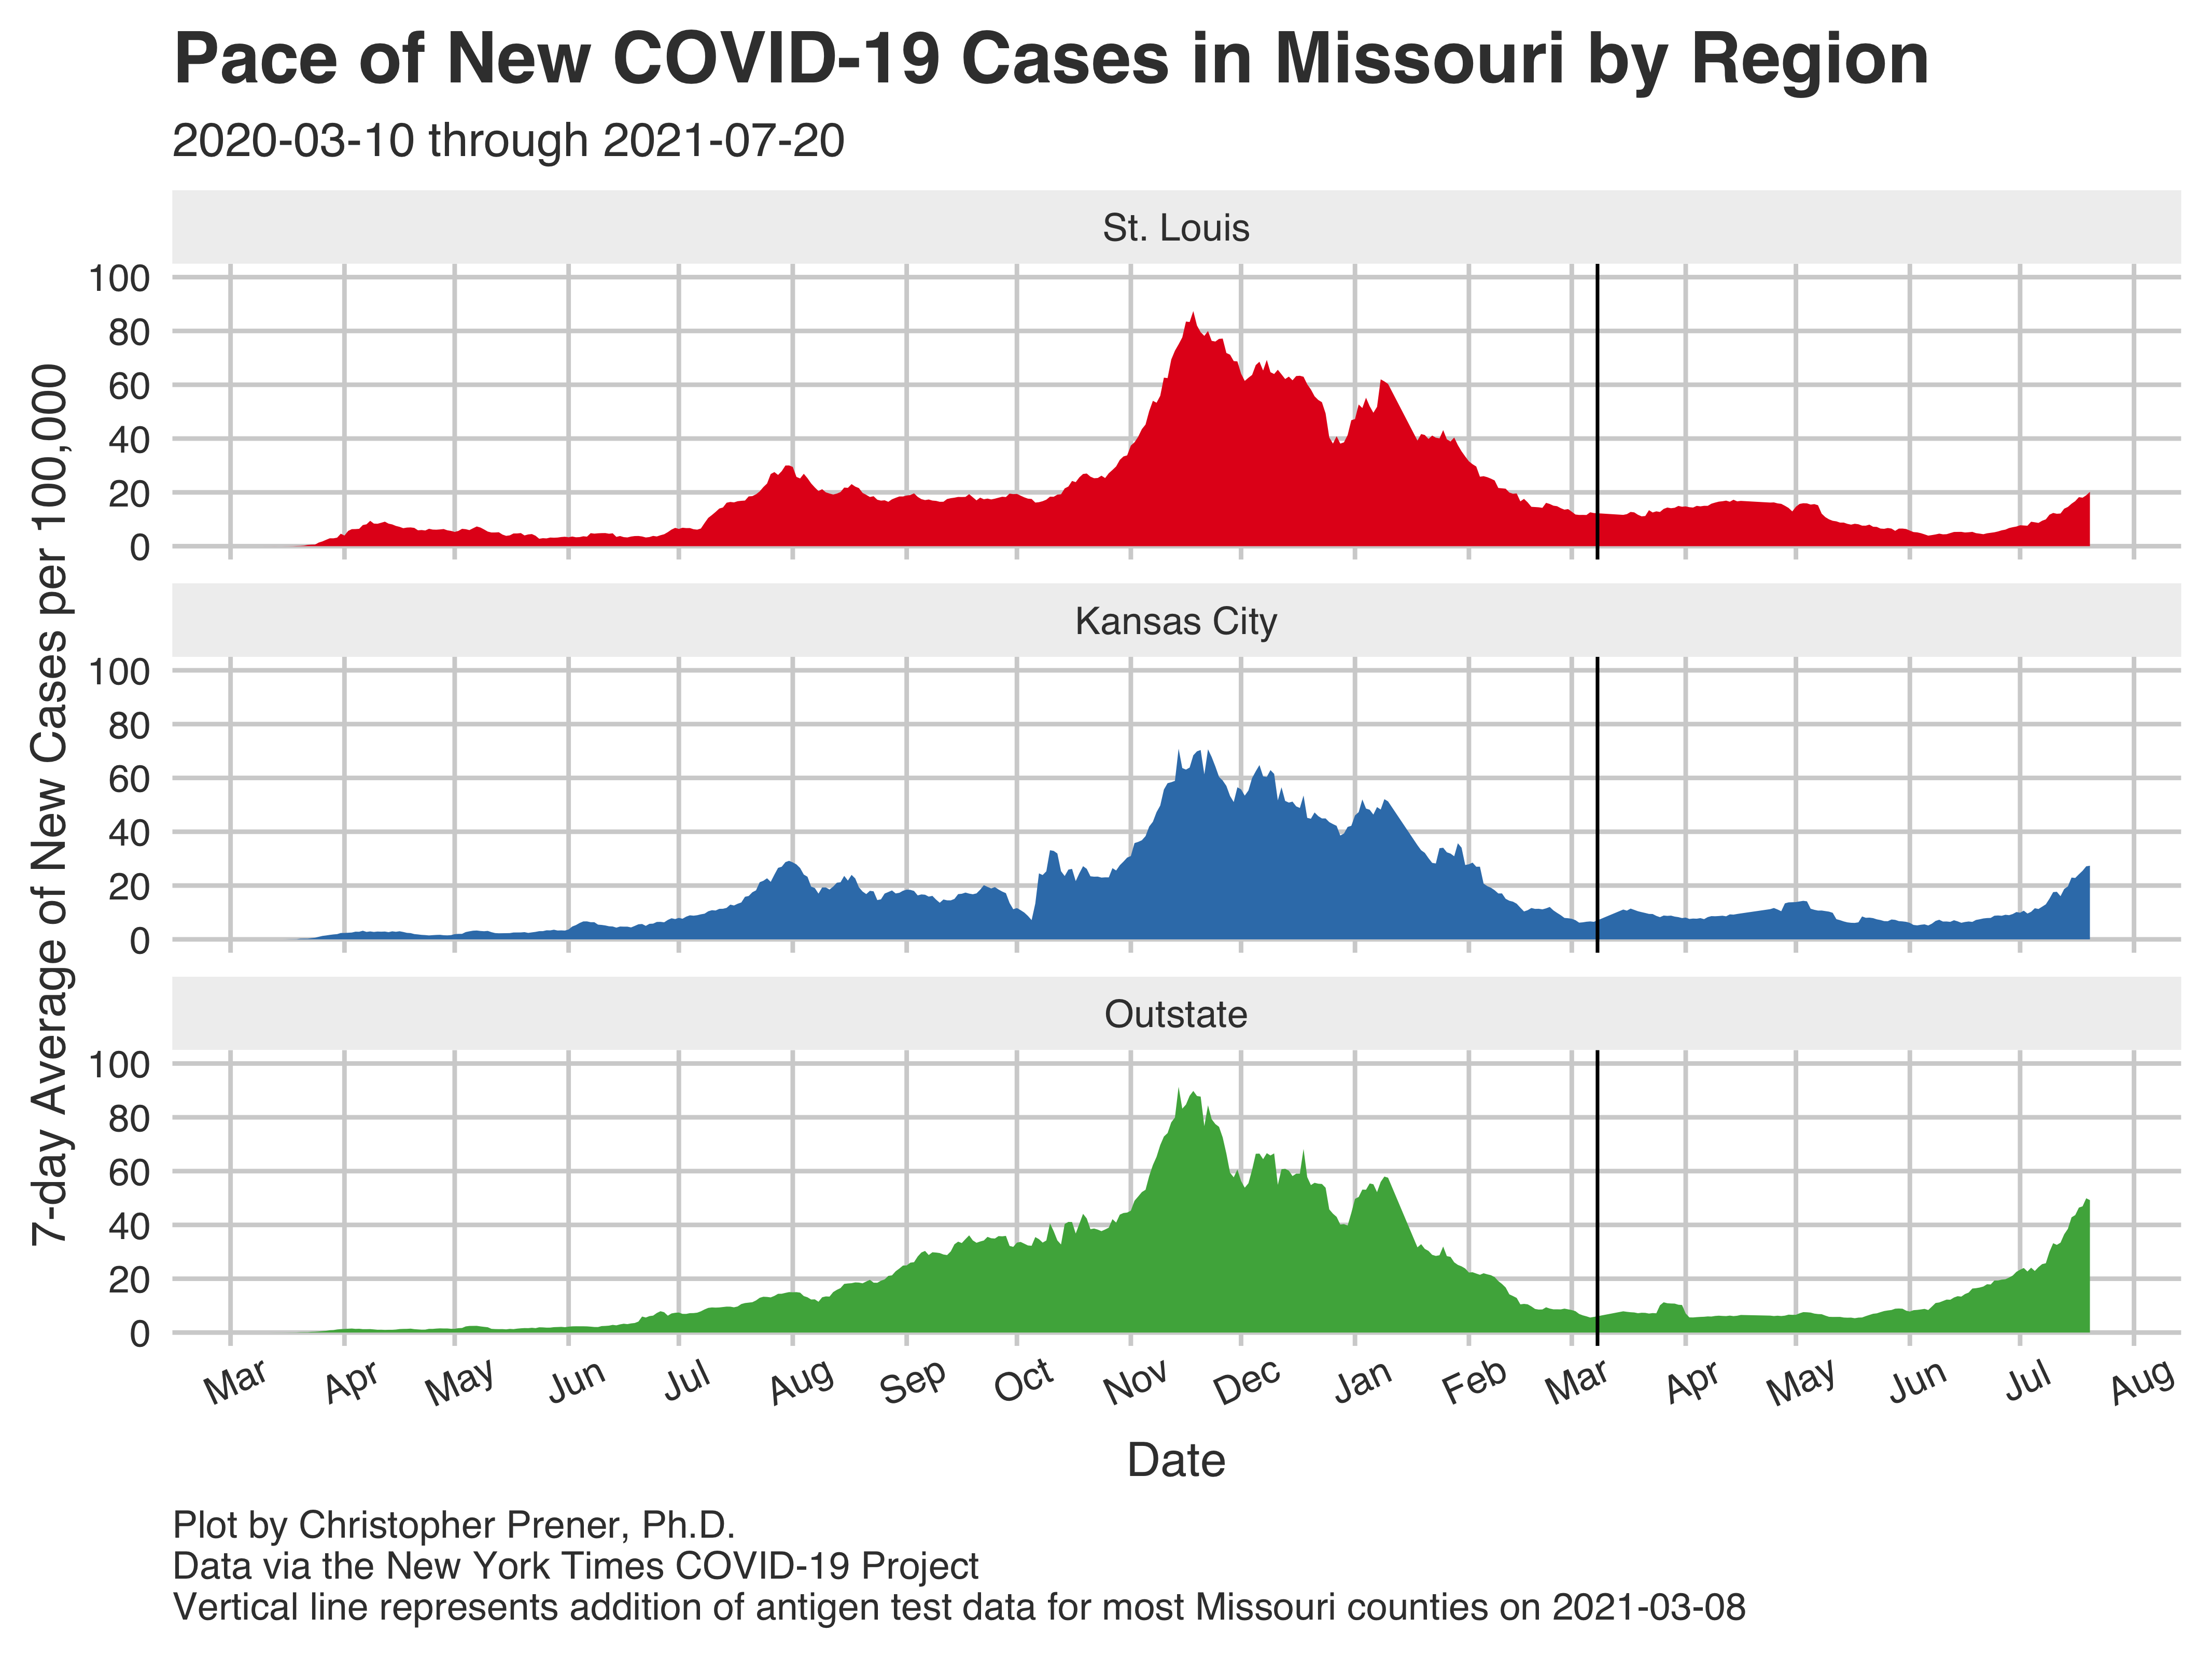 Pace of New COVID-19 Cases in Missouri by Region
2020-03-10 through 2021-07-20
7-day Average of New Cases per 100,000
St. Louis
100
80
60
40
20
0
Kansas City
100
80
60
40
20
0
Outstate
100
80
60
40
20
0
Mar Apr May Jun Jul Aug Sep Oct Nov Dec Jan Feb Mar Apr May Jun Jul Aug
Date
Plot by Christopher Prener, Ph.D.
Data via the New York Times COVID-19 Project
Vertical line represents addition of antigen test data for most Missouri counties on 2021-03-08